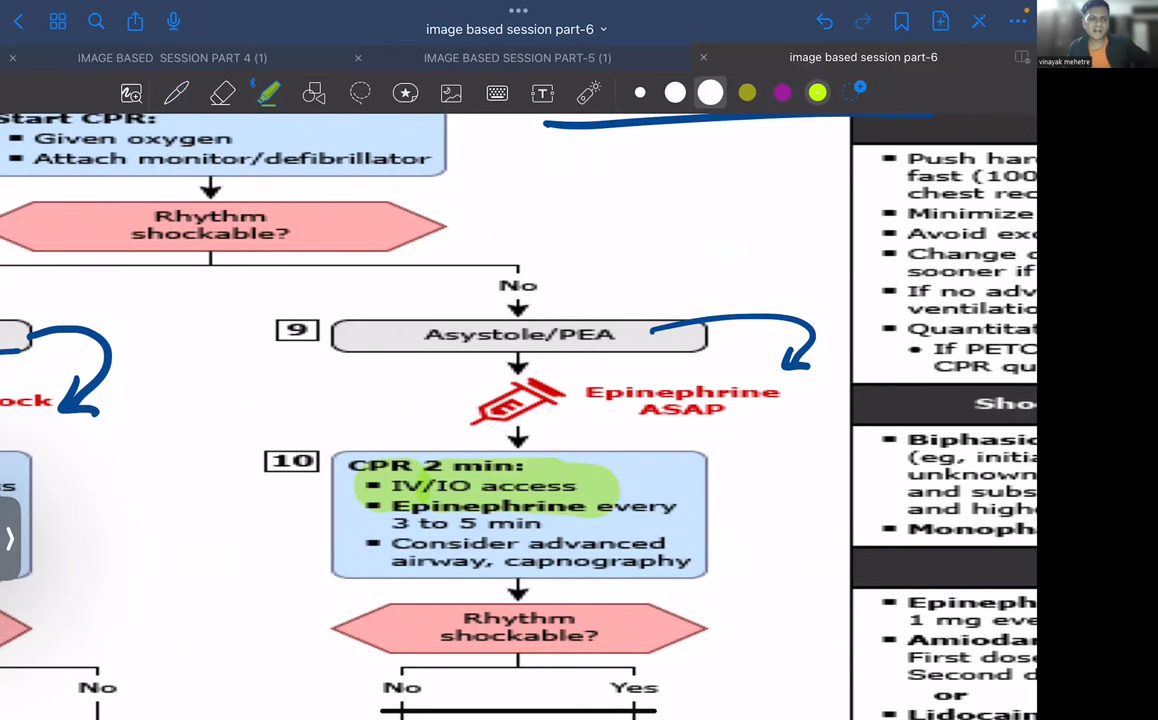 image based session part-6
IMAGE BASED SESSION PART 4 (1)
IMAGE BASED SESSION PART-5 (1)
image based session part-6
vinayak mehetre
Start CPR:
▪ Given oxygen
▪ Attach monitor/defibrillator
Rhythm
shockable?
No
9
Asystole/PEA
Epinephrine
ASAP
10
CPR 2 min:
▪ IV/IO access
▪ Epinephrine every
3 to 5 min
▪ Consider advanced
airway, capnography
Rhythm
shockable?
No
Yes
No
▪ Push har
fast (100
chest rec
▪ Minimize
▪ Avoid exc
▪ Change
sooner if
▪ If no adv
ventilatio
▪ Quantitat
• If PETC
CPR qu
Sho
▪ Biphasic
(eg, initia
unknown
and subs
and highe
▪ Monoph
▪ Epineph
1 mg eve
▪ Amiodar
First dose
Second d
or
Lidocain